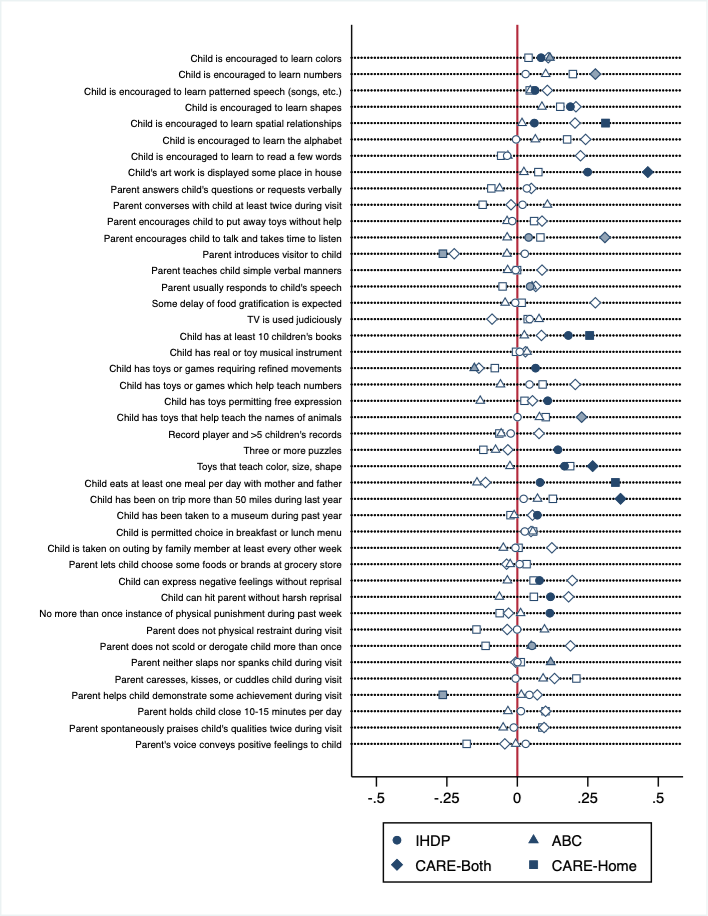 Child is encouraged to learn colors
Child is encouraged to learn numbers
Child is encouraged to learn patterned speech (songs, etc.)
Child is encouraged to learn shapes
Child is encouraged to learn spatial relationships
Child is encouraged to learn the alphabet
Child is encouraged to learn to read a few words
Child's art work is displayed some place in house
Parent answers child's questions or requests verbally
Parent converses with child at least twice during visit
Parent encourages child to put away toys without help
Parent encourages child to talk and takes time to listen
Parent introduces visitor to child
Parent teaches child simple verbal manners
Parent usually responds to child's speech
Some delay of food gratification is expected
TV is used judiciously
Child has at least 10 children's books
Child has real or toy musical instrument
Child has toys or games requiring refined movements
Child has toys or games which help teach numbers
Child has toys permitting free expression
Child has toys that help teach the names of animals
Record player and >5 children's records
Three or more puzzles
Toys that teach color, size, shape
Child eats at least one meal per day with mother and father
Child has been on trip more than 50 miles during last year
Child has been taken to a museum during past year
Child is permitted choice in breakfast or lunch menu
Child is taken on outing by family member at least every other week
Parent lets child choose some foods or brands at grocery store
Child can express negative feelings without reprisal
Child can hit parent without harsh reprisal
No more than once instance of physical punishment during past week
Parent does not physical restraint during visit
Parent does not scold or derogate child more than once
Parent neither slaps nor spanks child during visit
Parent caresses, kisses, or cuddles child during visit
Parent helps child demonstrate some achievement during visit
Parent holds child close 10-15 minutes per day
Parent spontaneously praises child's qualities twice during visit
Parent's voice conveys positive feelings to child
-.5 -.25 0 .25 .5
IHDP ABC
CARE-Both CARE-Home